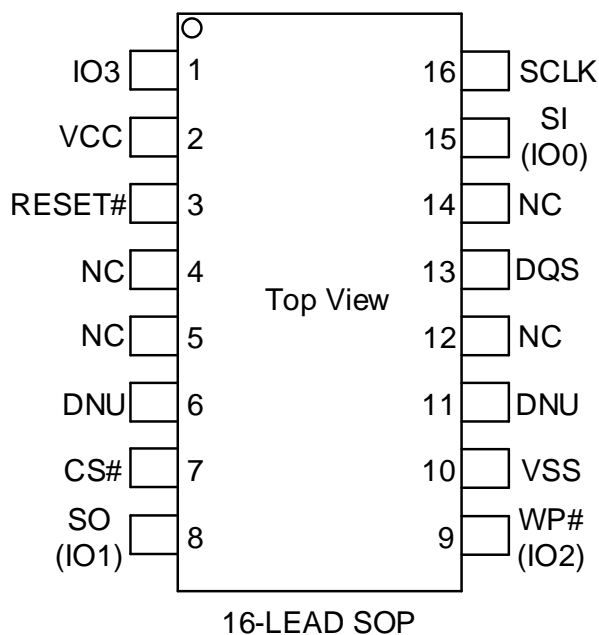 IO3 1 16 SCLK
VCC 2 15 SI
(IO0)
RESET# 3 14 NC
NC 4 13 DQS
Top View
NC 5 12 NC
DNU 6 11 DNU
CS# 7 10 VSS
SO 8 9 WP#
(IO1) (IO2)
16-LEAD SOP